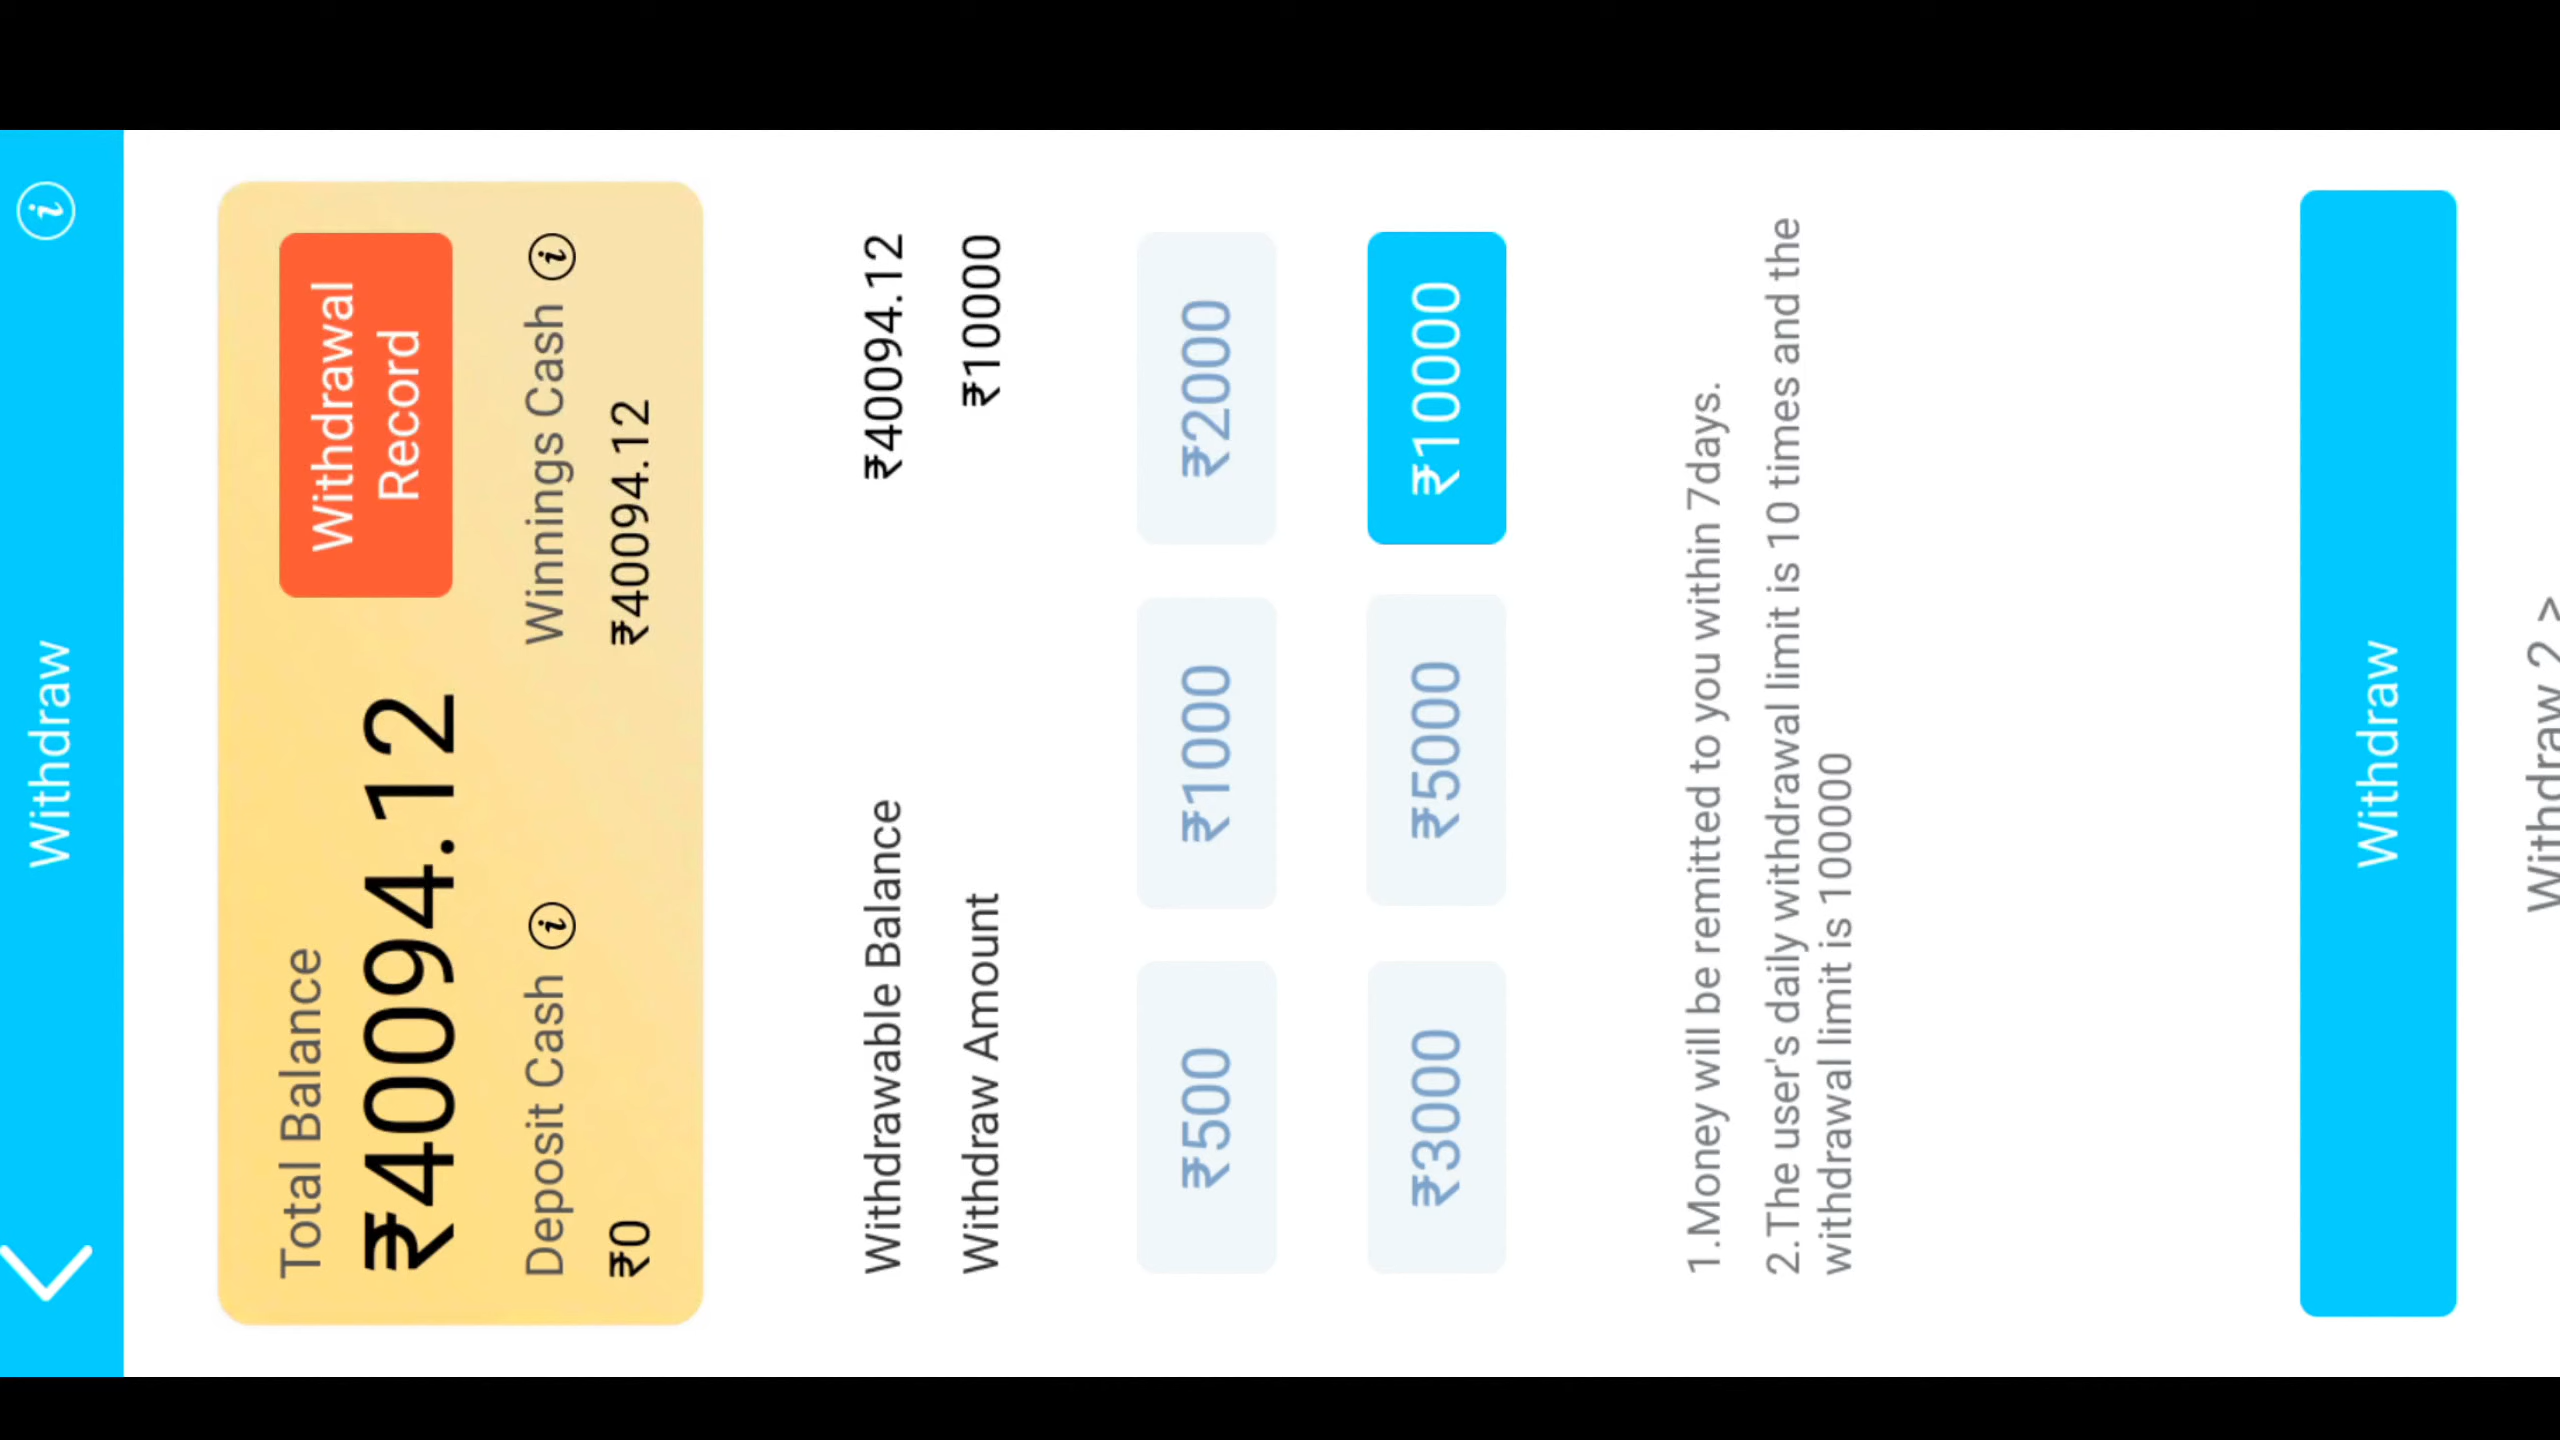 Withdraw
Total Balance
₹40094.12
Withdrawal
Record
Deposit Cash
Winnings Cash
₹0
₹40094.12
Withdrawable Balance ₹40094.12
Withdraw Amount ₹10000
₹500 ₹1000 ₹2000
₹3000 ₹5000 ₹10000
1.Money will be remitted to you within 7days.
2.The user's daily withdrawal limit is 10 times and the
withdrawal limit is 100000
Withdraw
Withdraw 2 >